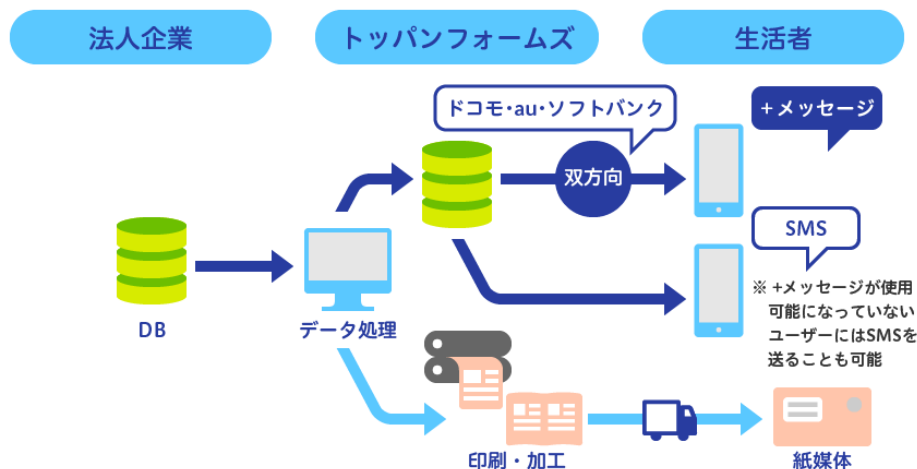 法人企業
トッパンフォームズ
生活者
ドコモ・au・ソフトバンク
+メッセージ
双方向
SMS
※ +メッセージが使用
可能になっていない
ユーザーにはSMSを
送ることも可能
DB
データ処理
印刷・加工
紙媒体